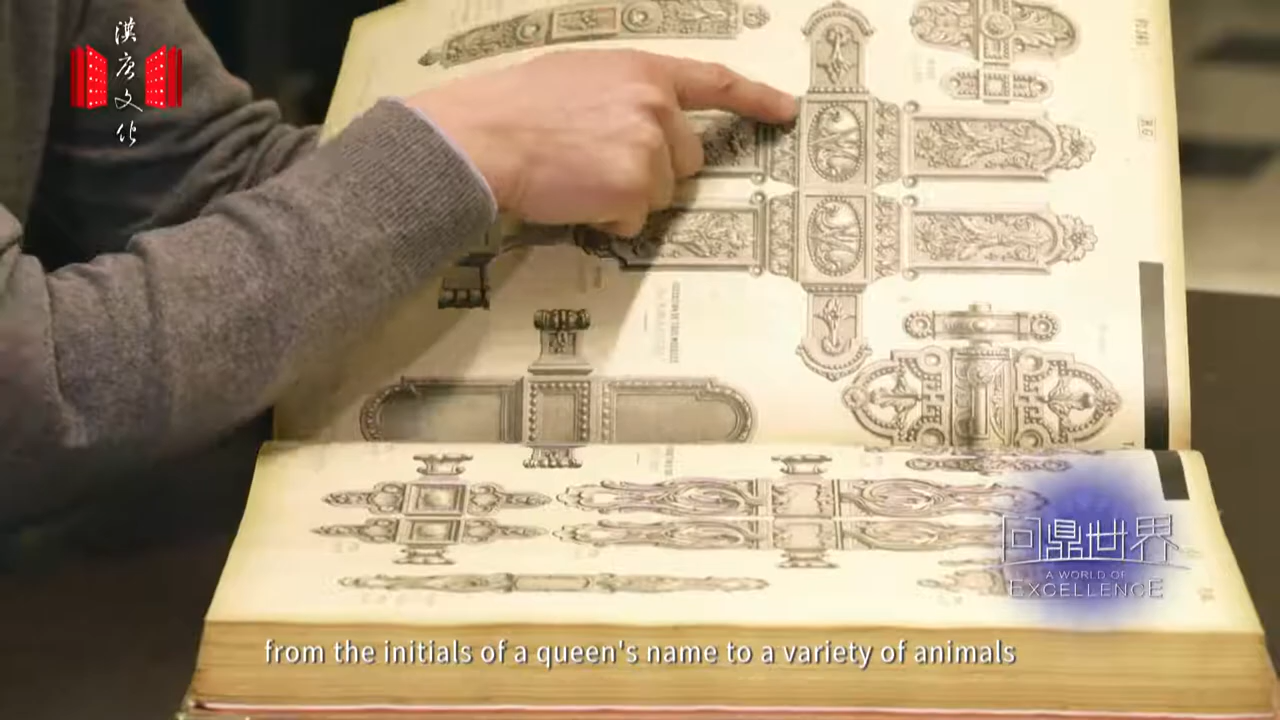 漢唐文化
问鼎世界
A WORLD OF
EXCELLENCE
from the initials of a queen's name to a variety of animals